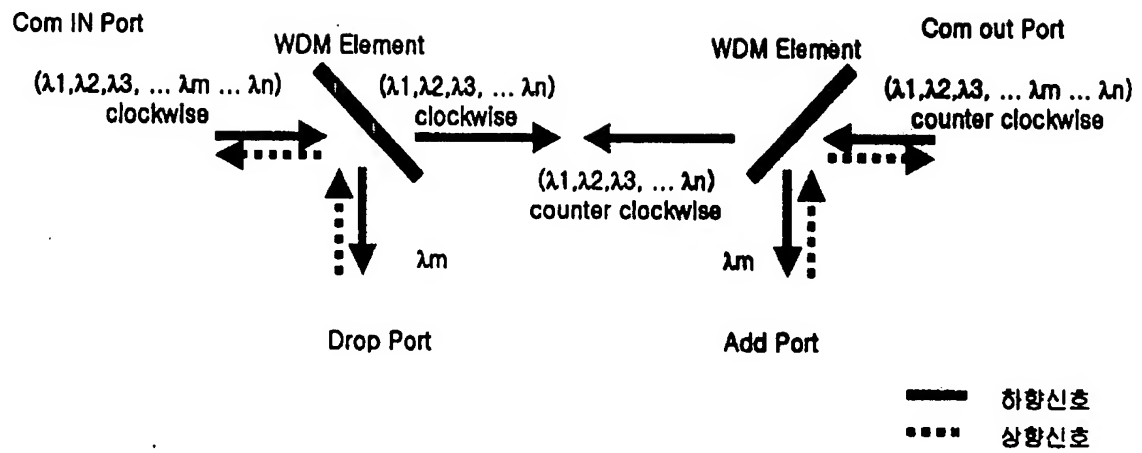 Com IN Port
WDM Element
WDM Element
Com out Port
(λ1,λ2,λ3, ... λm ... λn)
clockwise
(λ1,λ2,λ3, ... λn)
clockwise
(λ1,λ2,λ3, ... λm ... λn)
counter clockwise
(λ1,λ2,λ3, ... λn)
counter clockwise
λm
λm
Drop Port
Add Port
하향신호
상향신호